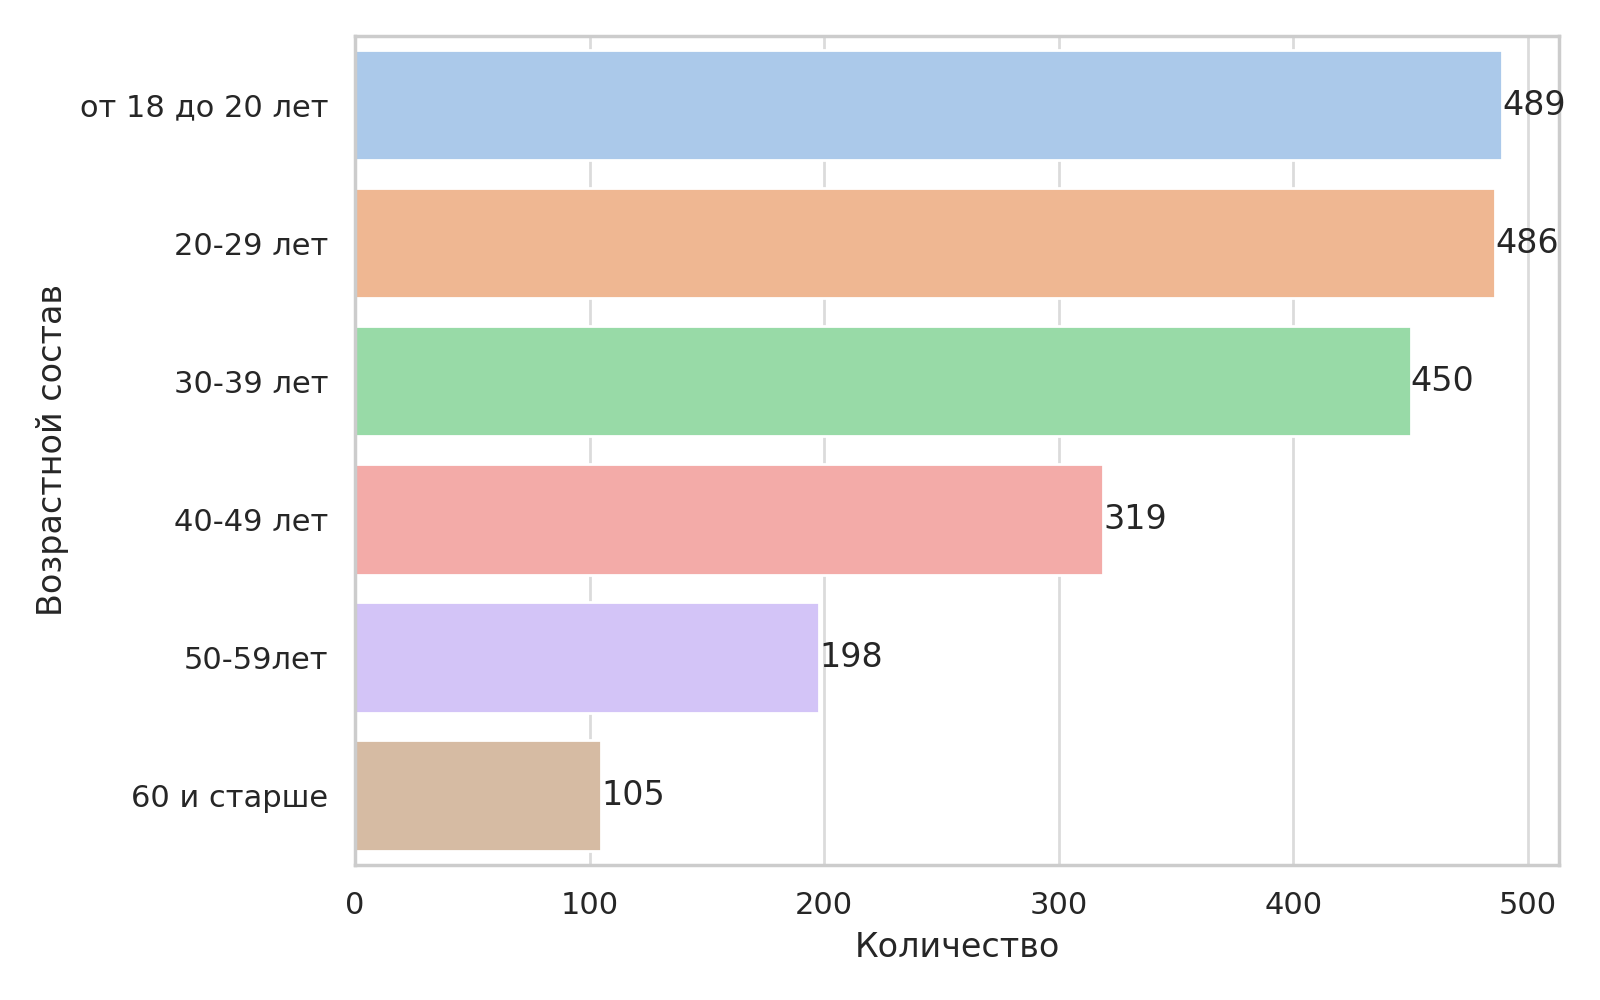 от 18 до 20 лет
489
20-29 лет
486
30-39 лет
450
40-49 лет
319
50-59лет
198
60 и старше
105
Возрастной состав
0 100 200 300 400 500
Количество